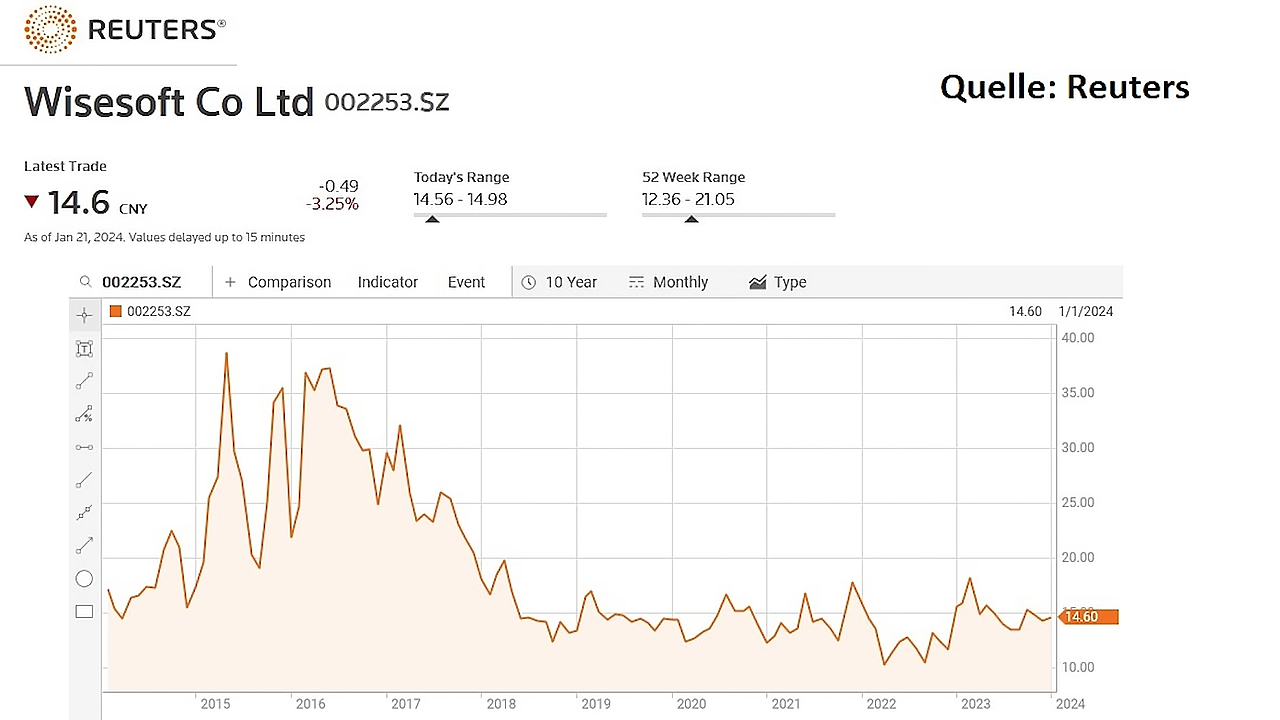 REUTERS®
Wisesoft Co Ltd 002253.SZ
Quelle: Reuters
Latest Trade
14.6 CNY
-0.49
-3.25%
Today's Range
14.56 - 14.98
52 Week Range
12.36 - 21.05
As of Jan 21, 2024. Values delayed up to 15 minutes
002253.SZ + Comparison Indicator Event 10 Year Monthly Type
002253.SZ 14.60 1/1/2024
T
%
40.00
35.00
30.00
25.00
20.00
15.00
14.60
10.00
2015 2016 2017 2018 2019 2020 2021 2022 2023 2024